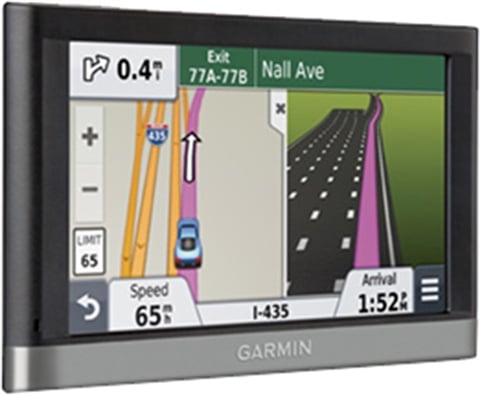 0.4 mi
Exit
77A-77B
Nall Ave
435
LIMIT
65
Speed
65 mh
I-435
Arrival
1:52 PM
GARMIN